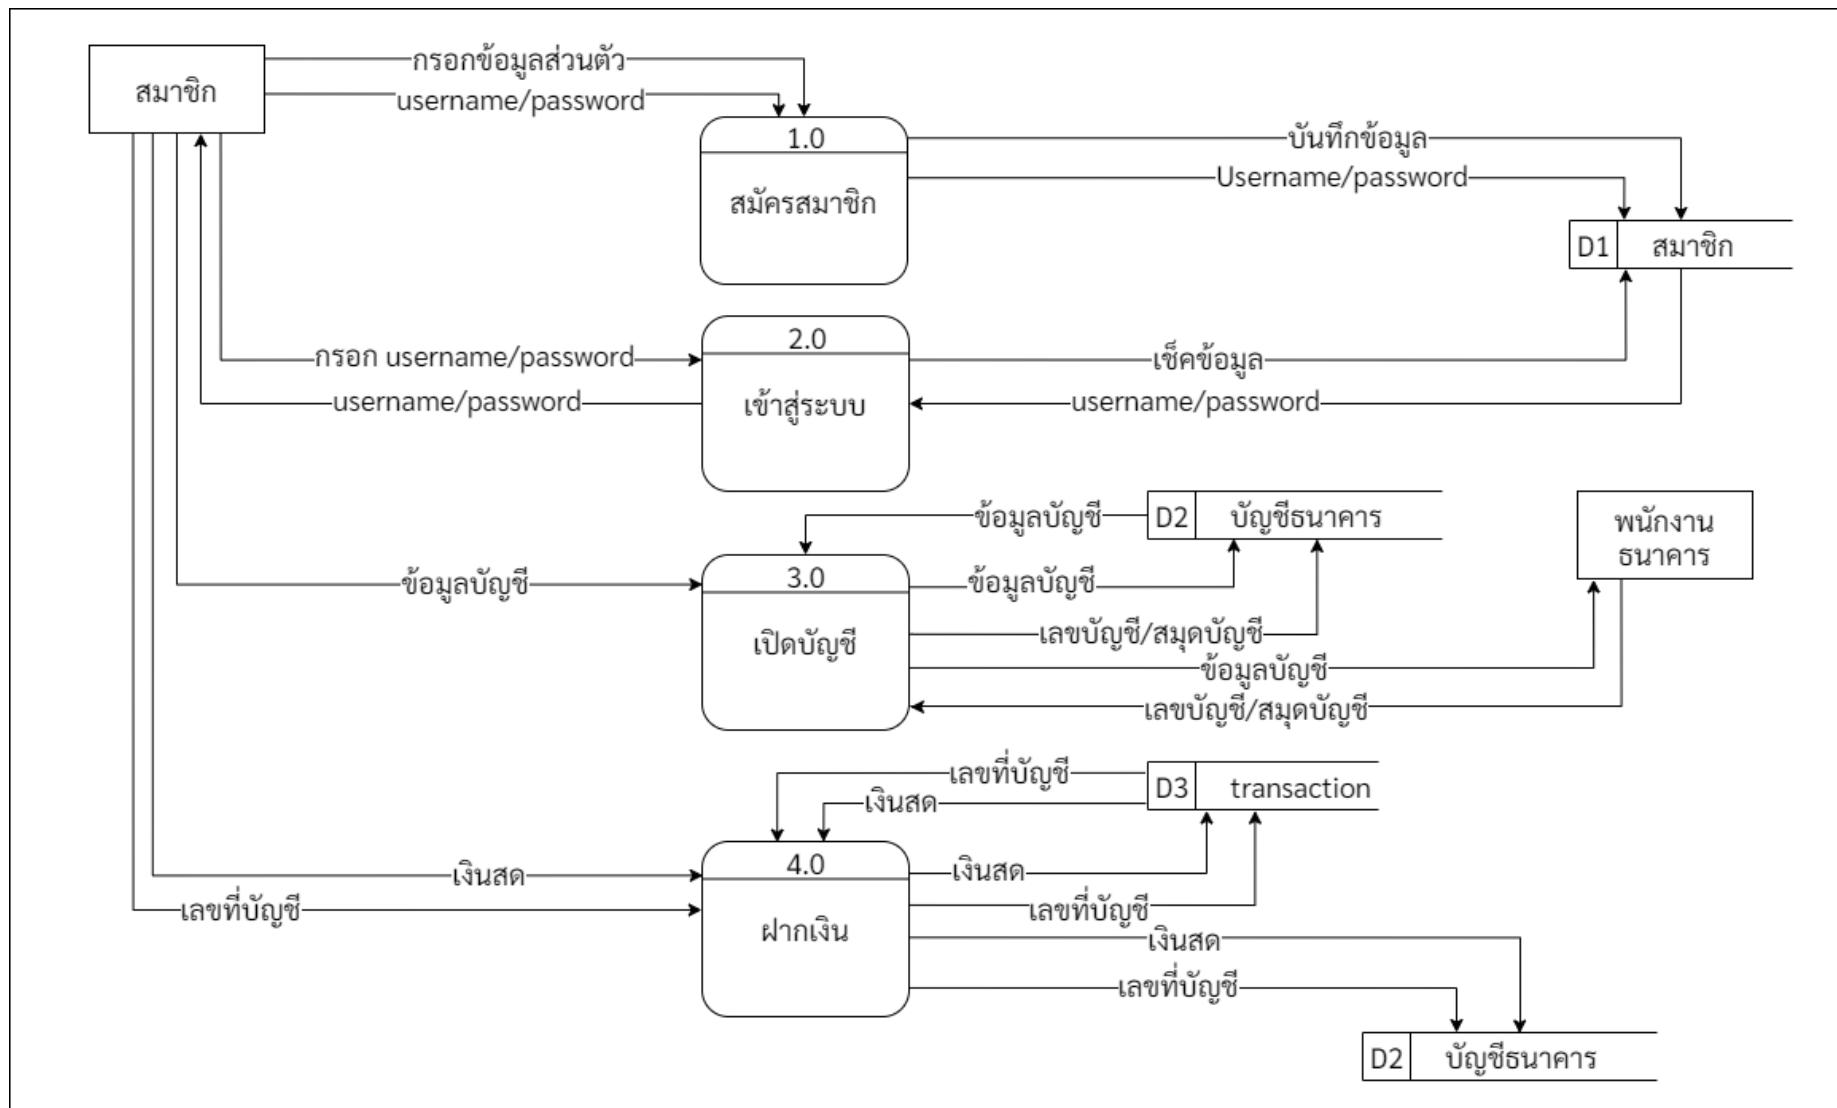 สมาชิก
กรอกข้อมูลส่วนตัว
username/password
1.0
สมัครสมาชิก
บันทึกข้อมูล
Username/password
D1 สมาชิก
2.0
เข้าสู่ระบบ
กรอก username/password
username/password
เช็คข้อมูล
username/password
ข้อมูลบัญชี
D2 บัญชีธนาคาร
พนักงาน
ธนาคาร
3.0
เปิดบัญชี
ข้อมูลบัญชี
ข้อมูลบัญชี
เลขบัญชี/สมุดบัญชี
ข้อมูลบัญชี
เลขบัญชี/สมุดบัญชี
เลขที่บัญชี
เงินสด
D3 transaction
4.0
ฝากเงิน
เงินสด
เลขที่บัญชี
เงินสด
เลขที่บัญชี
เงินสด
เลขที่บัญชี
D2 บัญชีธนาคาร